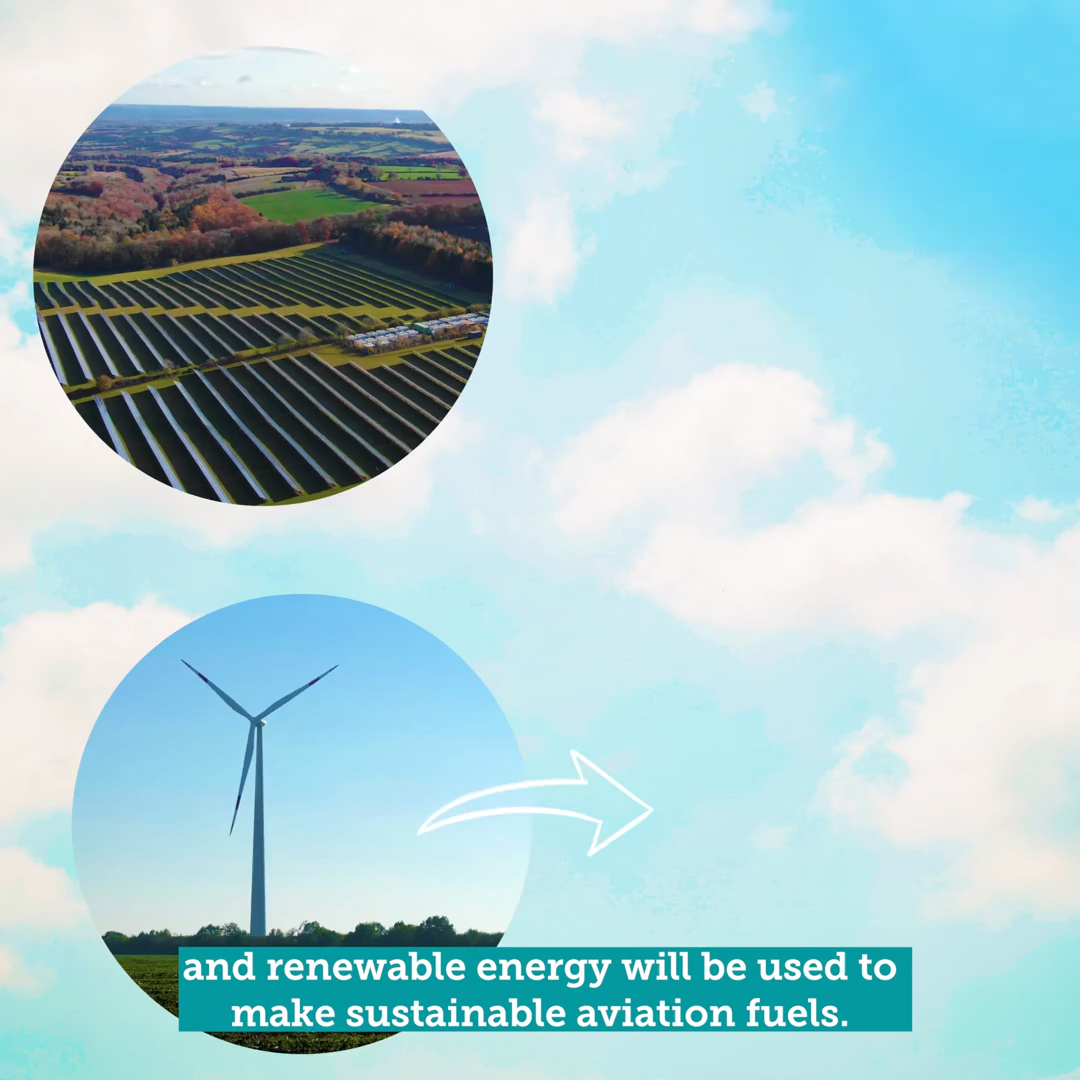 and renewable energy will be used to
make sustainable aviation fuels.